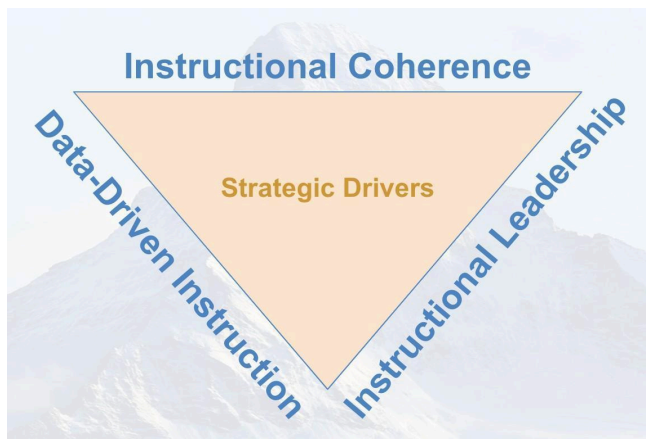 Instructional Coherence
Data-Driven Instruction
Strategic Drivers
Instructional Leadership